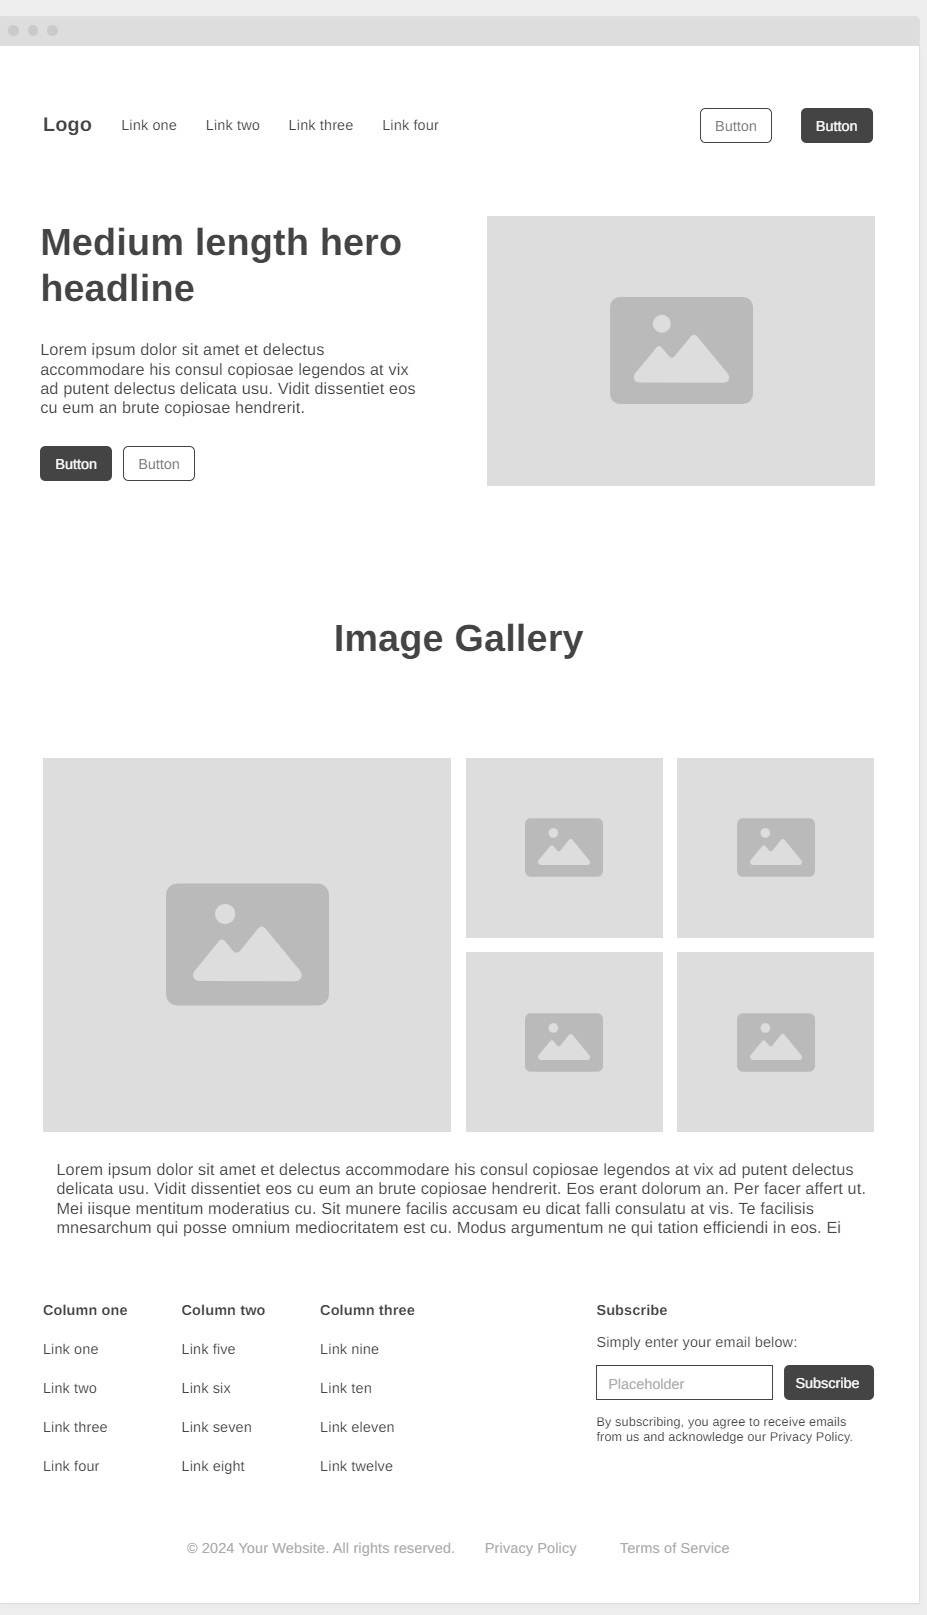 Logo Link one Link two Link three Link four Button Button
Medium length hero
headline
Lorem ipsum dolor sit amet et delectus
accommodare his consul copiosae legendos at vix
ad putent delectus delicata usu. Vidit dissentiet eos
cu eum an brute copiosae hendrerit.
Button Button
Image Gallery
Lorem ipsum dolor sit amet et delectus accommodare his consul copiosae legendos at vix ad putent delectus
delicata usu. Vidit dissentiet eos cu eum an brute copiosae hendrerit. Eos erant dolorum an. Per facer affert ut.
Mei iisque mentitum moderatius cu. Sit munere facilis accusam eu dicat falli consulatu at vis. Te facilisis
mnesarchum qui posse omnium mediocritatem est cu. Modus argumentum ne qui tation efficiendi in eos. Ei
Column one
Link one
Link two
Link three
Link four
Column two
Link five
Link six
Link seven
Link eight
Column three
Link nine
Link ten
Link eleven
Link twelve
Subscribe
Simply enter your email below:
Placeholder Subscribe
By subscribing, you agree to receive emails
from us and acknowledge our Privacy Policy.
© 2024 Your Website. All rights reserved. Privacy Policy Terms of Service